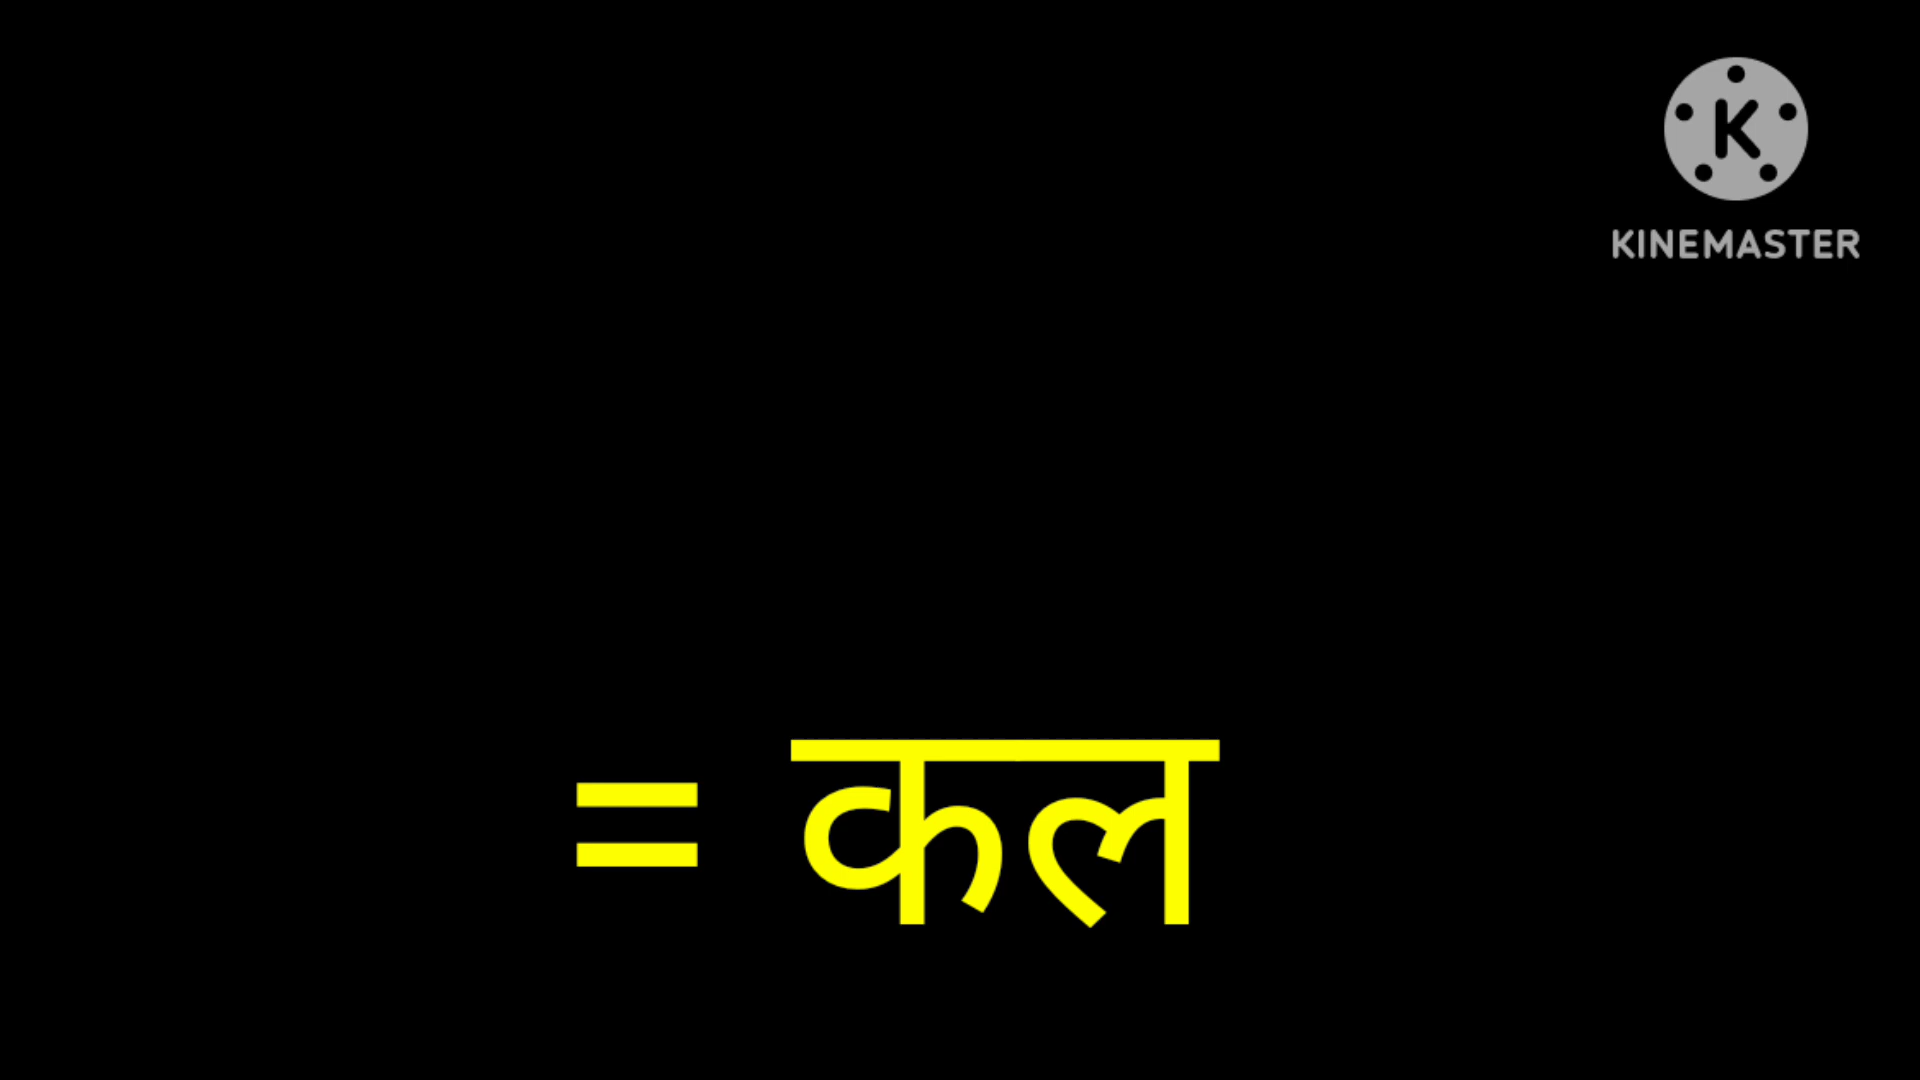 K
KINEMASTER
= कल